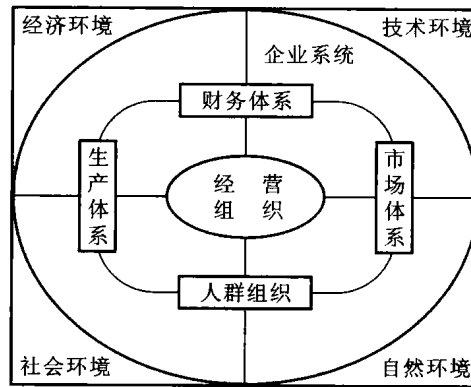 经济环境
技术环境
企业系统
财务体系
生产体系
经营
组织
市场体系
人群组织
社会环境
自然环境